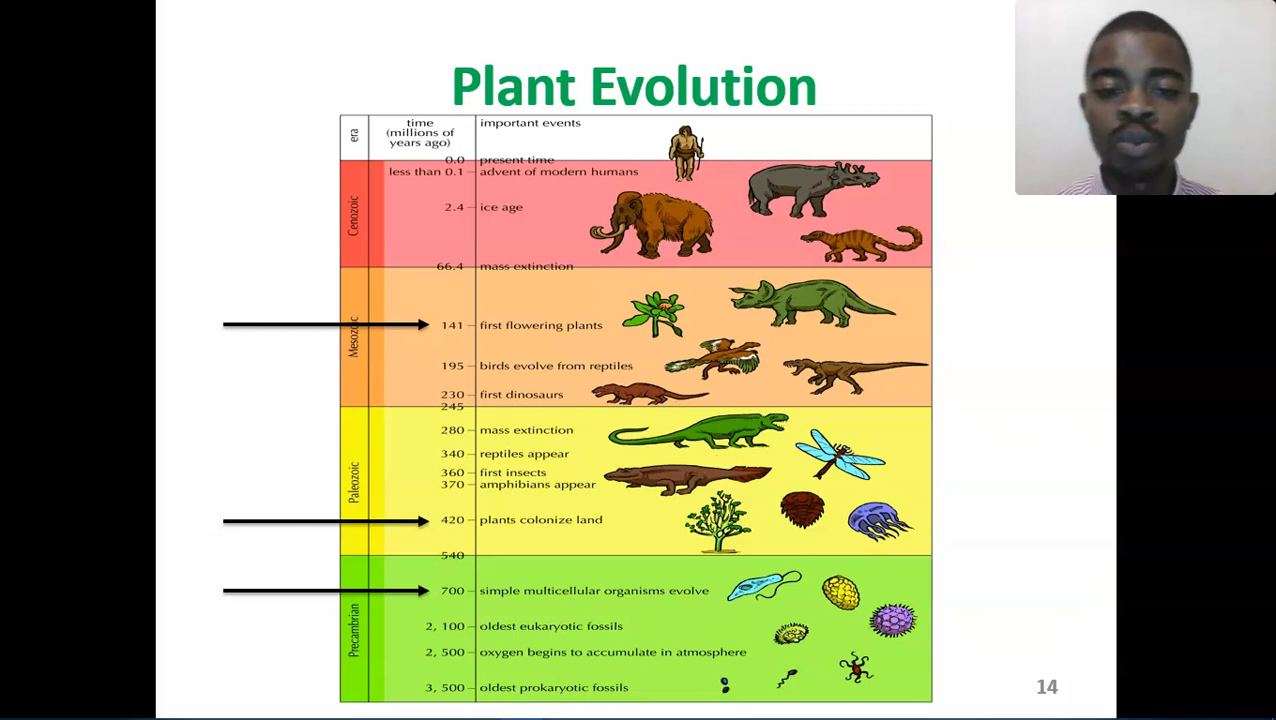 Plant Evolution
era
time
(millions of
years ago)
important events
0.0 present time
less than 0.1 advent of modern humans
Cenozoic
2.4 ice age
66.4 mass extinction
141 first flowering plants
Mesozoic
195 birds evolve from reptiles
230 first dinosaurs
245
280 mass extinction
340 reptiles appear
360 first insects
Paleozoic
370 amphibians appear
420 plants colonize land
540
700 simple multicellular organisms evolve
2, 100 oldest eukaryotic fossils
Precambrian
2, 500 oxygen begins to accumulate in atmosphere
3, 500 oldest prokaryotic fossils
14